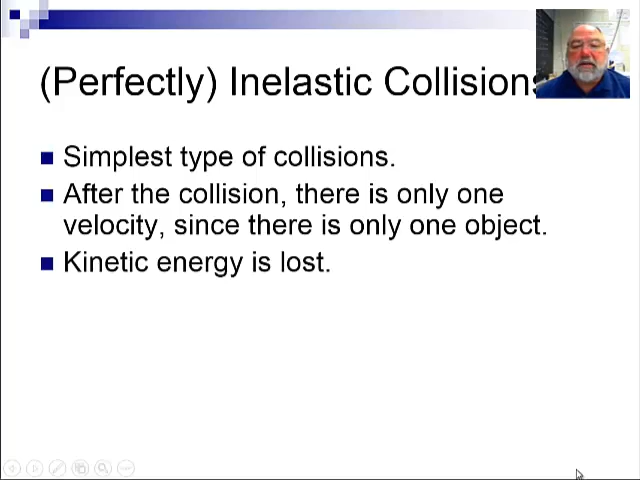 (Perfectly) Inelastic Collisions
Simplest type of collisions.
After the collision, there is only one
velocity, since there is only one object.
Kinetic energy is lost.